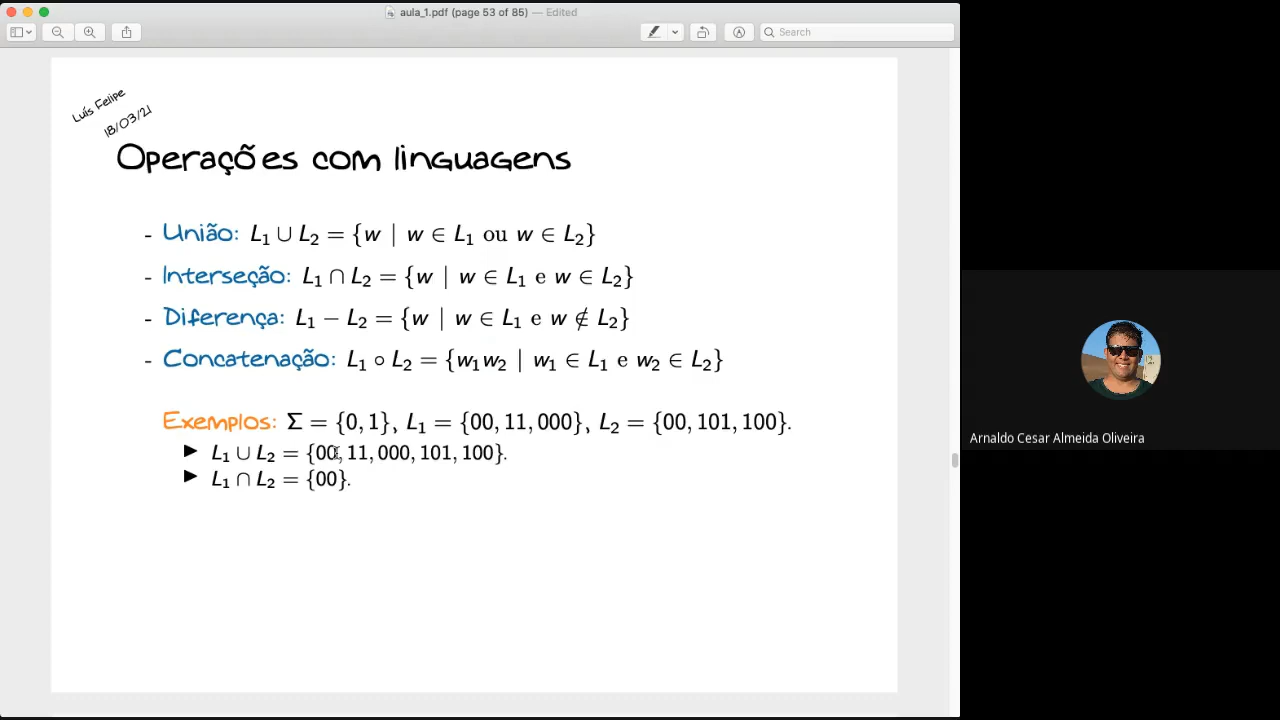 aula_1.pdf (page 53 of 85) — Edited
Search
Luís Felipe
18/03/21
Operações com linguagens
- União: L₁ ∪ L₂ = {w | w ∈ L₁ ou w ∈ L₂}
- Interseção: L₁ ∩ L₂ = {w | w ∈ L₁ e w ∈ L₂}
- Diferença: L₁ − L₂ = {w | w ∈ L₁ e w ∉ L₂}
- Concatenação: L₁ ∘ L₂ = {w₁w₂ | w₁ ∈ L₁ e w₂ ∈ L₂}
Exemplos: Σ = {0, 1}, L₁ = {00, 11, 000}, L₂ = {00, 101, 100}.
▶ L₁ ∪ L₂ = {00, 11, 000, 101, 100}.
▶ L₁ ∩ L₂ = {00}.
Arnaldo Cesar Almeida Oliveira